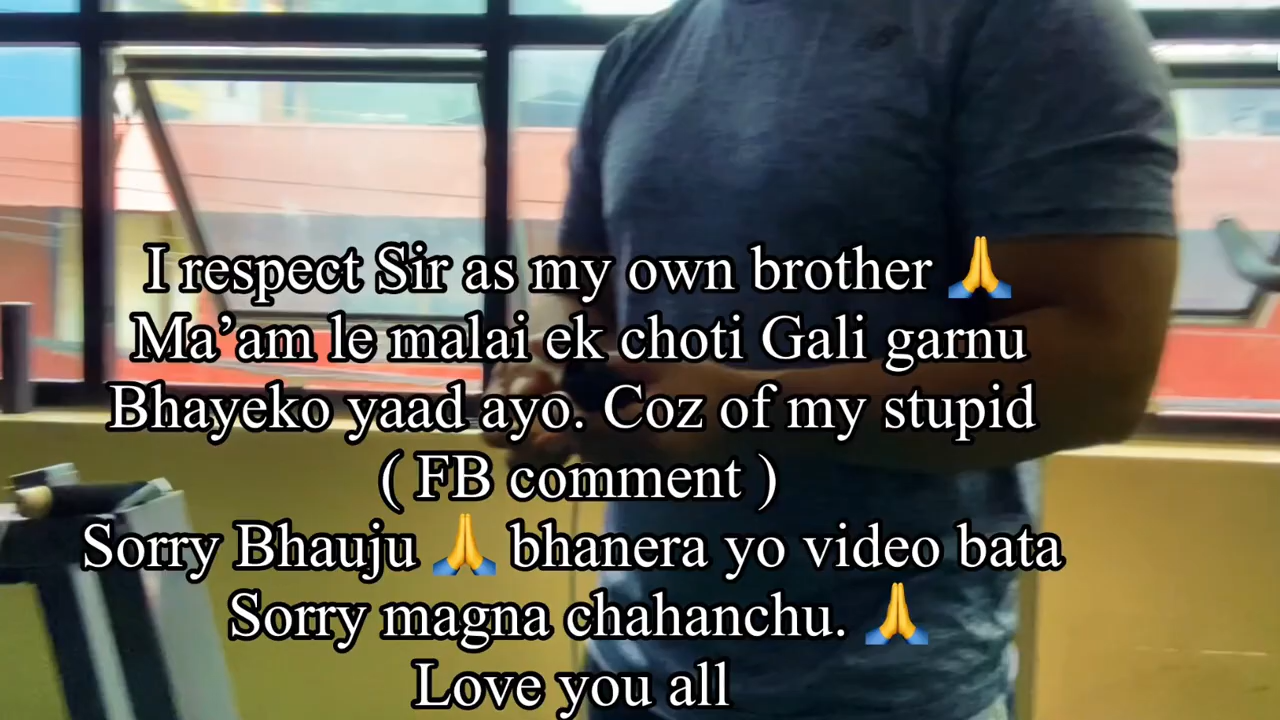 I respect Sir as my own brother 🙏
Ma’am le malai ek choti Gali garnu
Bhayeko yaad ayo. Coz of my stupid
( FB comment )
Sorry Bhauju 🙏 bhanera yo video bata
Sorry magna chahanchu. 🙏
Love you all